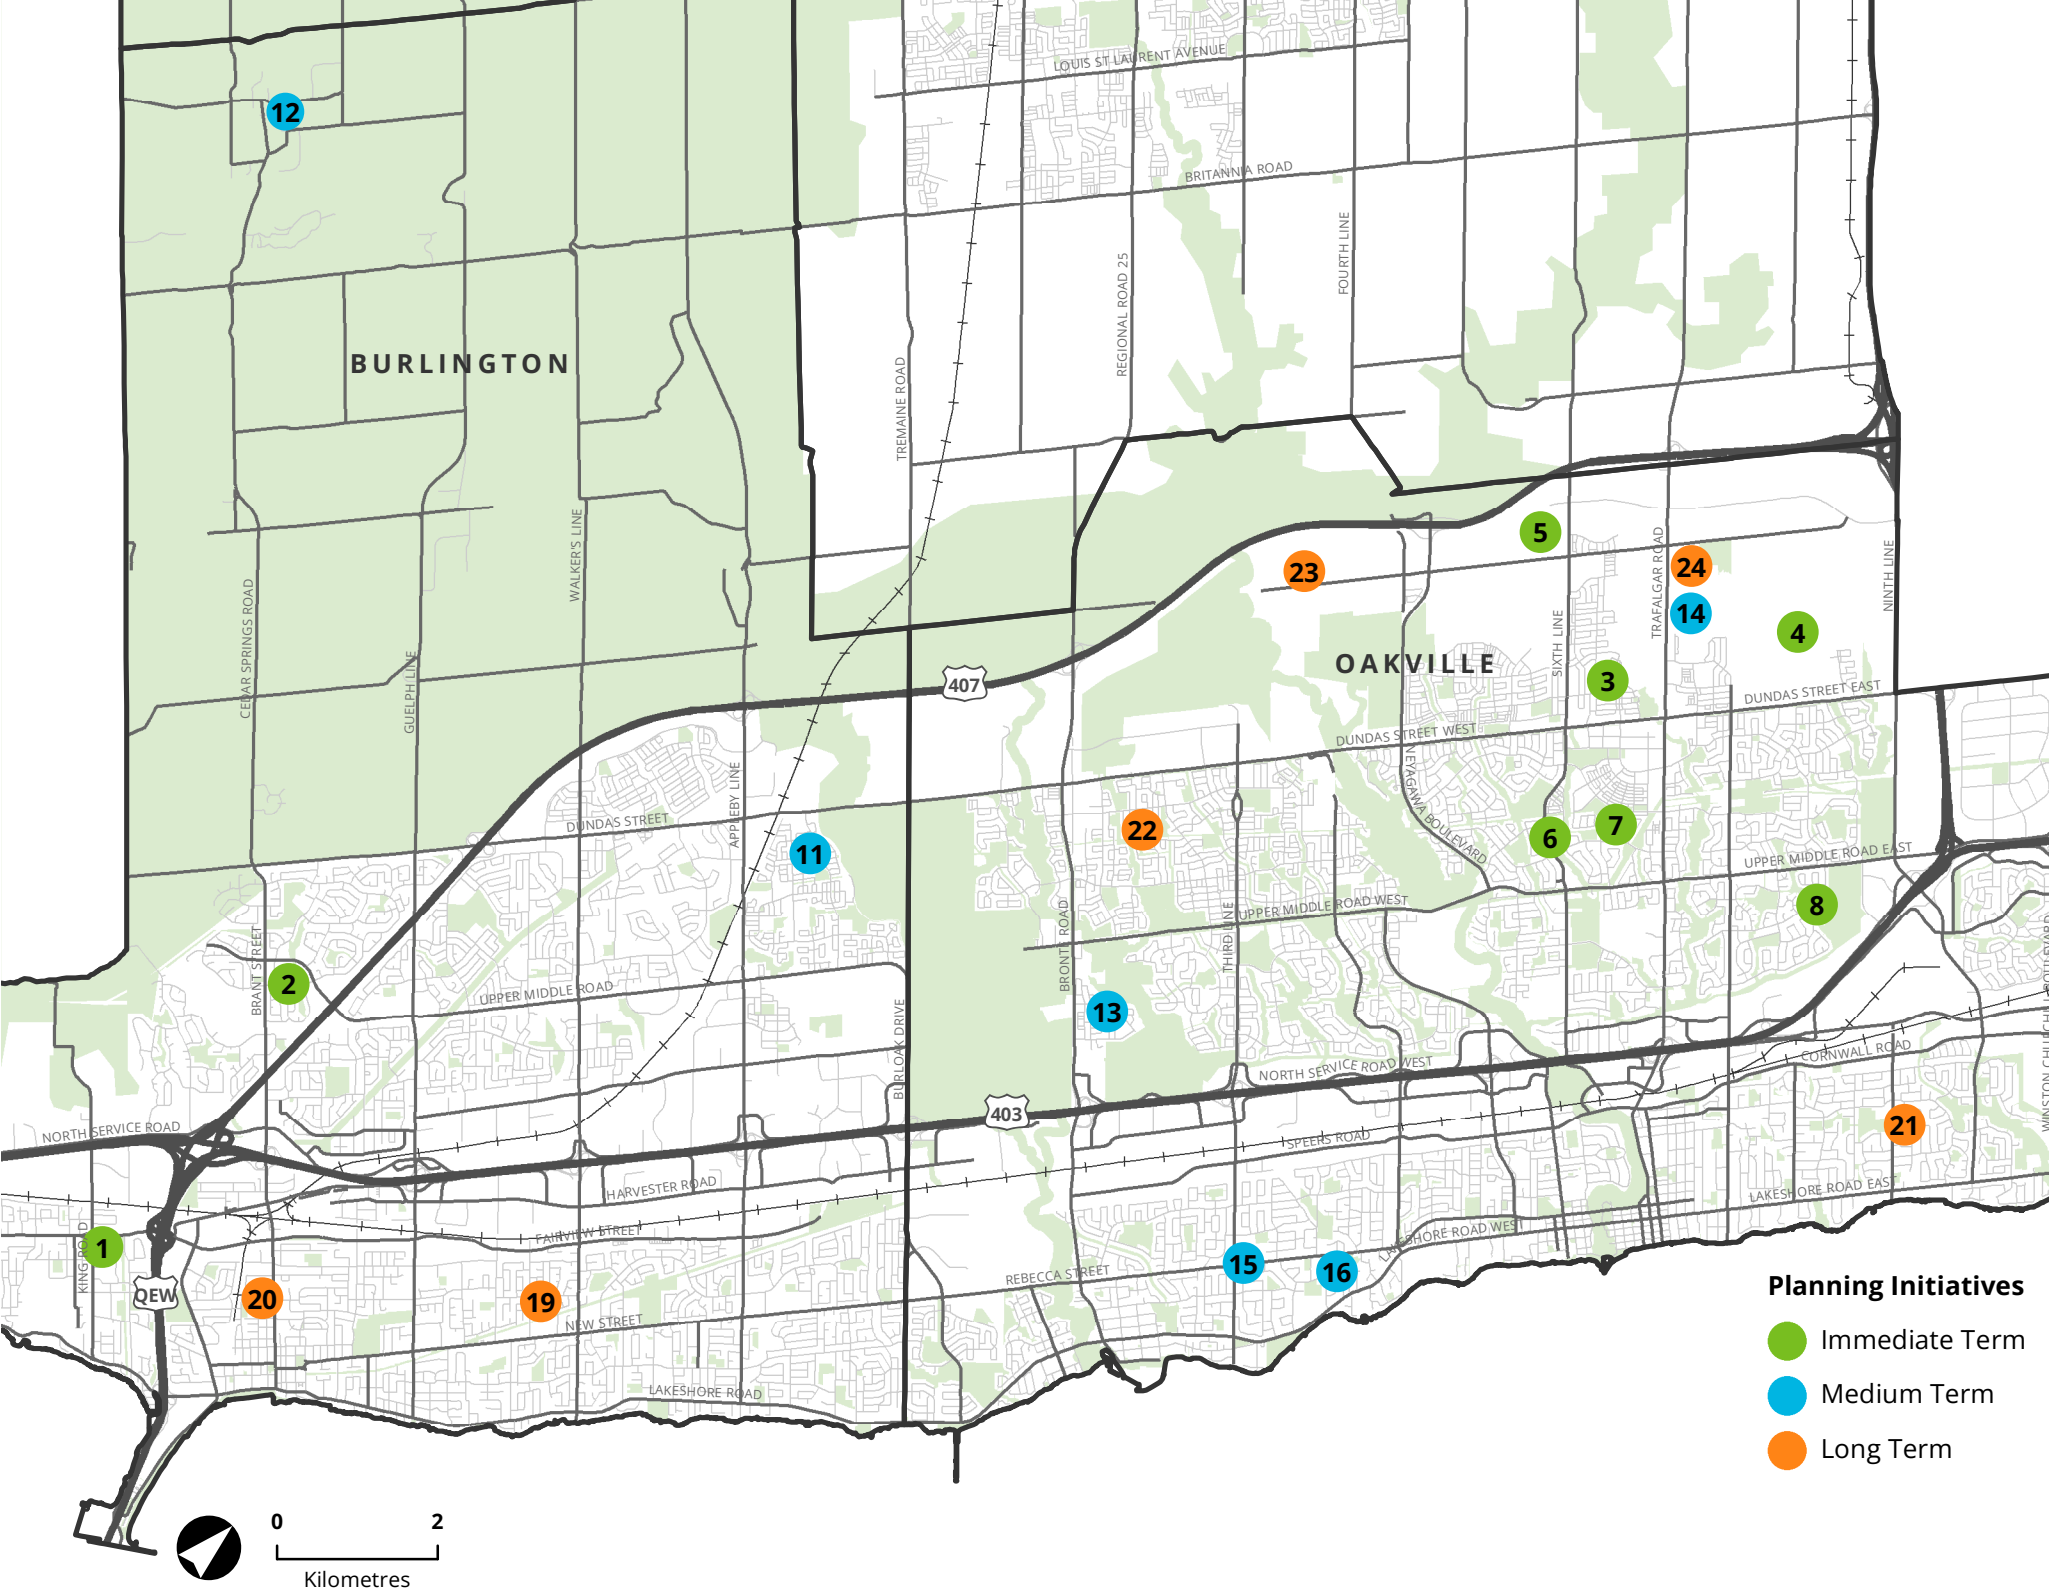 LOUIS ST LAURENT AVENUE
12
BRITANNIA ROAD
FOURTH LINE
REGIONAL ROAD 25
BURLINGTON
TREMAINE ROAD
5
WALKER'S LINE
23
24
TRAFALGAR ROAD
NINTH LINE
14
4
CEDAR SPRINGS ROAD
GUELPH LINE
SIXTH LINE
OAKVILLE
3
407
DUNDAS STREET EAST
DUNDAS STREET WEST
NEYAGAWA BOULEVARD
APPLEBY LINE
DUNDAS STREET
22
7
6
11
UPPER MIDDLE ROAD EAST
8
UPPER MIDDLE ROAD WEST
THIRD LINE
BRONTE ROAD
BRANT STREET
2
UPPER MIDDLE ROAD
13
BURLOAK DRIVE
WINSTON CHURCHILL BOULEVARD
CORNWALL ROAD
NORTH SERVICE ROAD WEST
403
21
NORTH SERVICE ROAD
SPEERS ROAD
HARVESTER ROAD
LAKESHORE ROAD EAST
FAIRVIEW STREET
LAKESHORE ROAD WEST
KING ROAD
1
15
16
REBECCA STREET
QEW
20
19
NEW STREET
LAKESHORE ROAD
Planning Initiatives
Immediate Term
Medium Term
Long Term
0 2
Kilometres